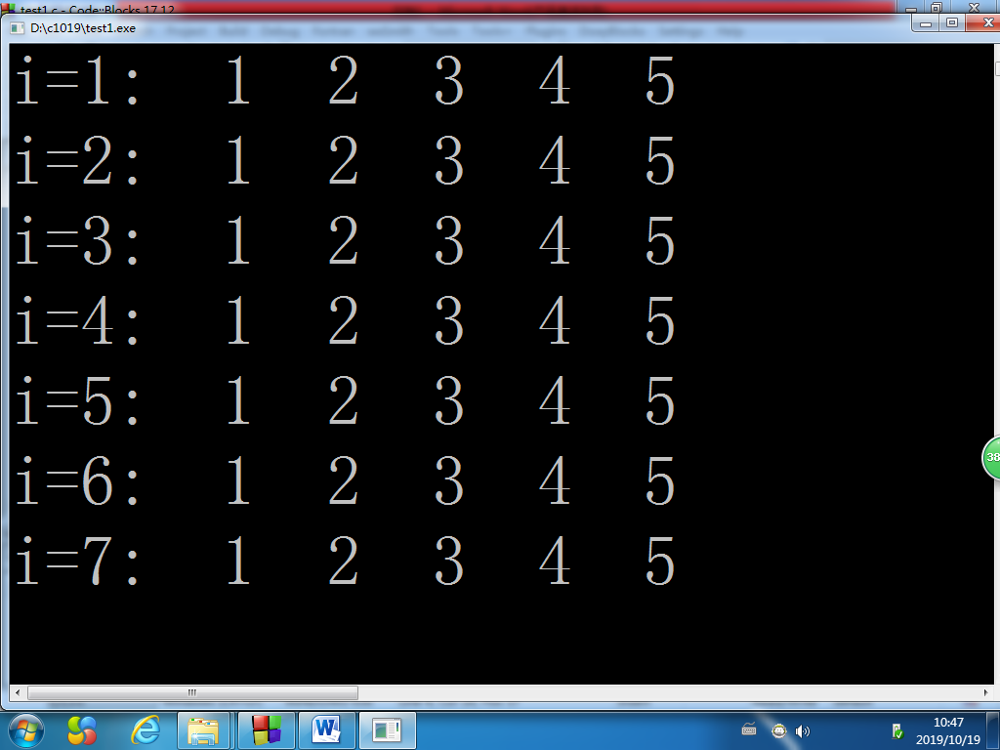 test1.c - Code::Blocks 17.12
D:\c1019\test1.exe
i=1: 1 2 3 4 5
i=2: 1 2 3 4 5
i=3: 1 2 3 4 5
i=4: 1 2 3 4 5
i=5: 1 2 3 4 5
i=6: 1 2 3 4 5
i=7: 1 2 3 4 5
38
10:47
2019/10/19